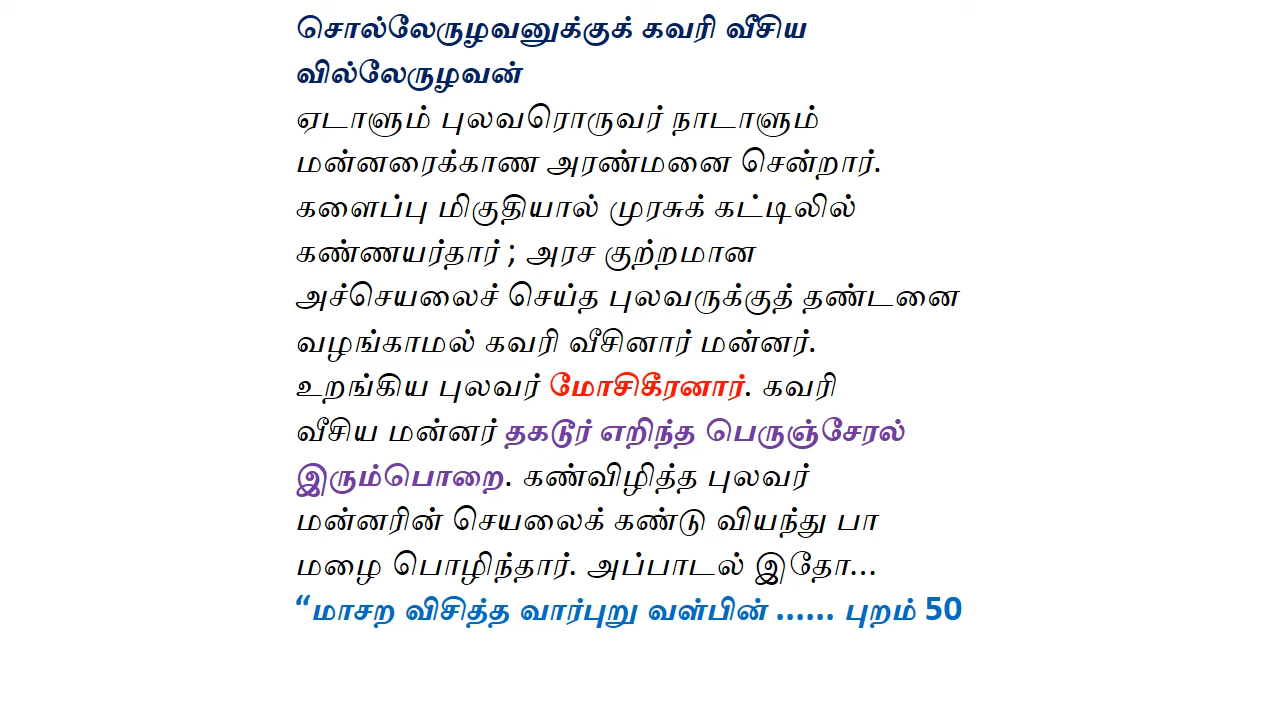 சொல்லேருழவனுக்குக் கவரி வீசிய
வில்லேருழவன்
ஏடாளும் புலவரொருவர் நாடாளும்
மன்னரைக்காண அரண்மனை சென்றார்.
களைப்பு மிகுதியால் முரசுக் கட்டிலில்
கண்ணயர்தார் ; அரச குற்றமான
அச்செயலைச் செய்த புலவருக்குத் தண்டனை
வழங்காமல் கவரி வீசினார் மன்னர்.
உறங்கிய புலவர் மோசிகீரனார். கவரி
வீசிய மன்னர் தகடூர் எறிந்த பெருஞ்சேரல்
இரும்பொறை. கண்விழித்த புலவர்
மன்னரின் செயலைக் கண்டு வியந்து பா
மழை பொழிந்தார். அப்பாடல் இதோ...
“மாசற விசித்த வார்புறு வள்பின் ...... புறம் 50